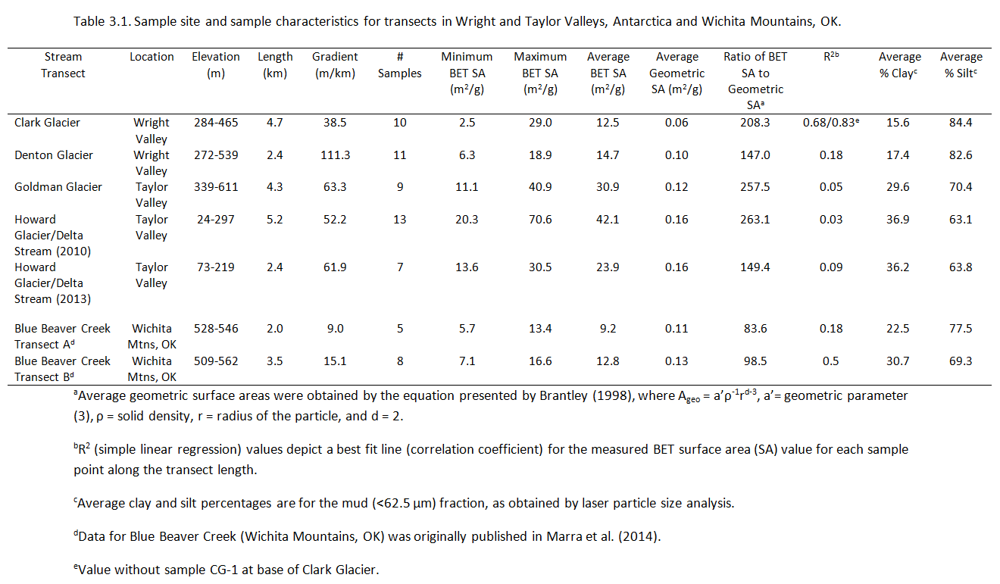 Table 3.1. Sample site and sample characteristics for transects in Wright and Taylor Valleys, Antarctica and Wichita Mountains, OK.
Stream Transect Location Elevation (m) Length (km) Gradient (m/km) # Samples Minimum BET SA (m²/g) Maximum BET SA (m²/g) Average BET SA (m²/g) Average Geometric SA (m²/g) Ratio of BET SA to Geometric SAᵃ R²ᵇ Average % Clayᶜ Average % Siltᶜ
Clark Glacier Wright Valley 284-465 4.7 38.5 10 2.5 29.0 12.5 0.06 208.3 0.68/0.83ᵉ 15.6 84.4
Denton Glacier Wright Valley 272-539 2.4 111.3 11 6.3 18.9 14.7 0.10 147.0 0.18 17.4 82.6
Goldman Glacier Taylor Valley 339-611 4.3 63.3 9 11.1 40.9 30.9 0.12 257.5 0.05 29.6 70.4
Howard Glacier/Delta Stream (2010) Taylor Valley 24-297 5.2 52.2 13 20.3 70.6 42.1 0.16 263.1 0.03 36.9 63.1
Howard Glacier/Delta Stream (2013) Taylor Valley 73-219 2.4 61.9 7 13.6 30.5 23.9 0.16 149.4 0.09 36.2 63.8
Blue Beaver Creek Transect Aᵈ Wichita Mtns, OK 528-546 2.0 9.0 5 5.7 13.4 9.2 0.11 83.6 0.18 22.5 77.5
Blue Beaver Creek Transect Bᵈ Wichita Mtns, OK 509-562 3.5 15.1 8 7.1 16.6 12.8 0.13 98.5 0.5 30.7 69.3
ᵃAverage geometric surface areas were obtained by the equation presented by Brantley (1998), where A_geo = a′ρ⁻¹rᵈ⁻³, a′= geometric parameter
(3), ρ = solid density, r = radius of the particle, and d = 2.
ᵇR² (simple linear regression) values depict a best fit line (correlation coefficient) for the measured BET surface area (SA) value for each sample
point along the transect length.
ᶜAverage clay and silt percentages are for the mud (<62.5 µm) fraction, as obtained by laser particle size analysis.
ᵈData for Blue Beaver Creek (Wichita Mountains, OK) was originally published in Marra et al. (2014).
ᵉValue without sample CG-1 at base of Clark Glacier.